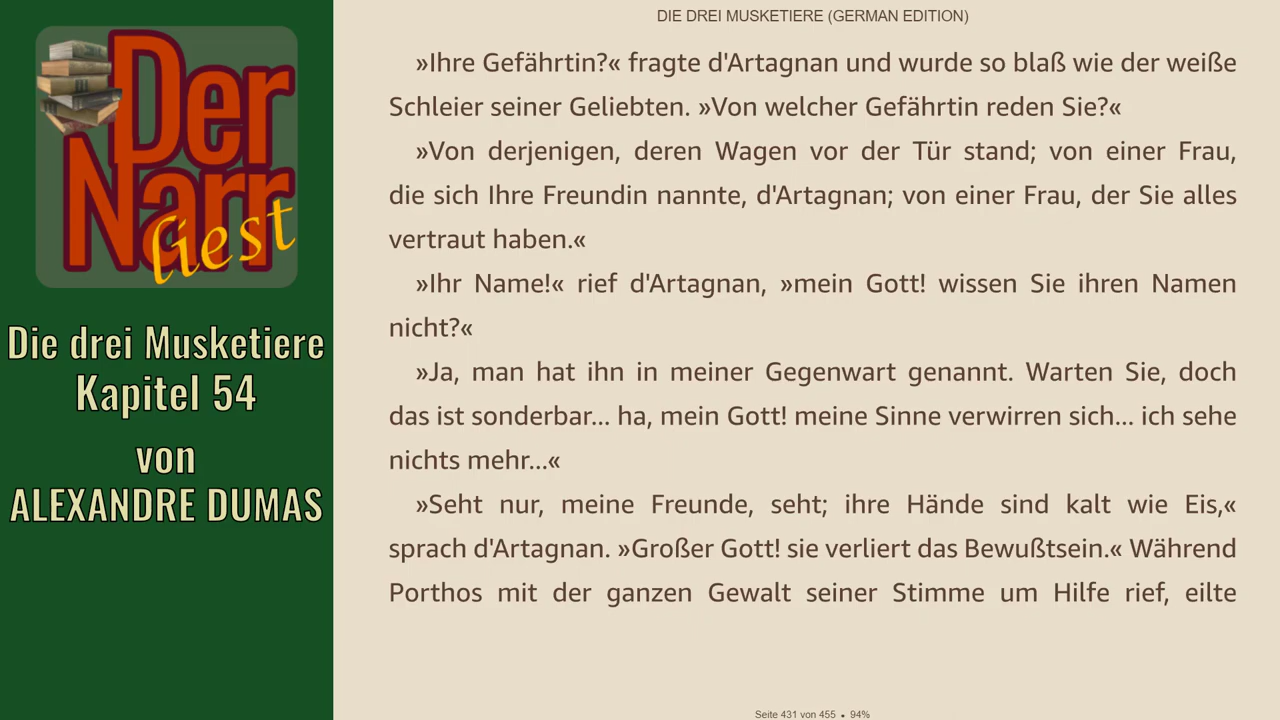 Der
Narr
liest
Die drei Musketiere
Kapitel 54
von
ALEXANDRE DUMAS
DIE DREI MUSKETIERE (GERMAN EDITION)
»Ihre Gefährtin?« fragte d'Artagnan und wurde so blaß wie der weiße
Schleier seiner Geliebten. »Von welcher Gefährtin reden Sie?«
»Von derjenigen, deren Wagen vor der Tür stand; von einer Frau,
die sich Ihre Freundin nannte, d'Artagnan; von einer Frau, der Sie alles
vertraut haben.«
»Ihr Name!« rief d'Artagnan, »mein Gott! wissen Sie ihren Namen
nicht?«
»Ja, man hat ihn in meiner Gegenwart genannt. Warten Sie, doch
das ist sonderbar... ha, mein Gott! meine Sinne verwirren sich... ich sehe
nichts mehr...«
»Seht nur, meine Freunde, seht; ihre Hände sind kalt wie Eis,«
sprach d'Artagnan. »Großer Gott! sie verliert das Bewußtsein.« Während
Porthos mit der ganzen Gewalt seiner Stimme um Hilfe rief, eilte
Seite 431 von 455 • 94%